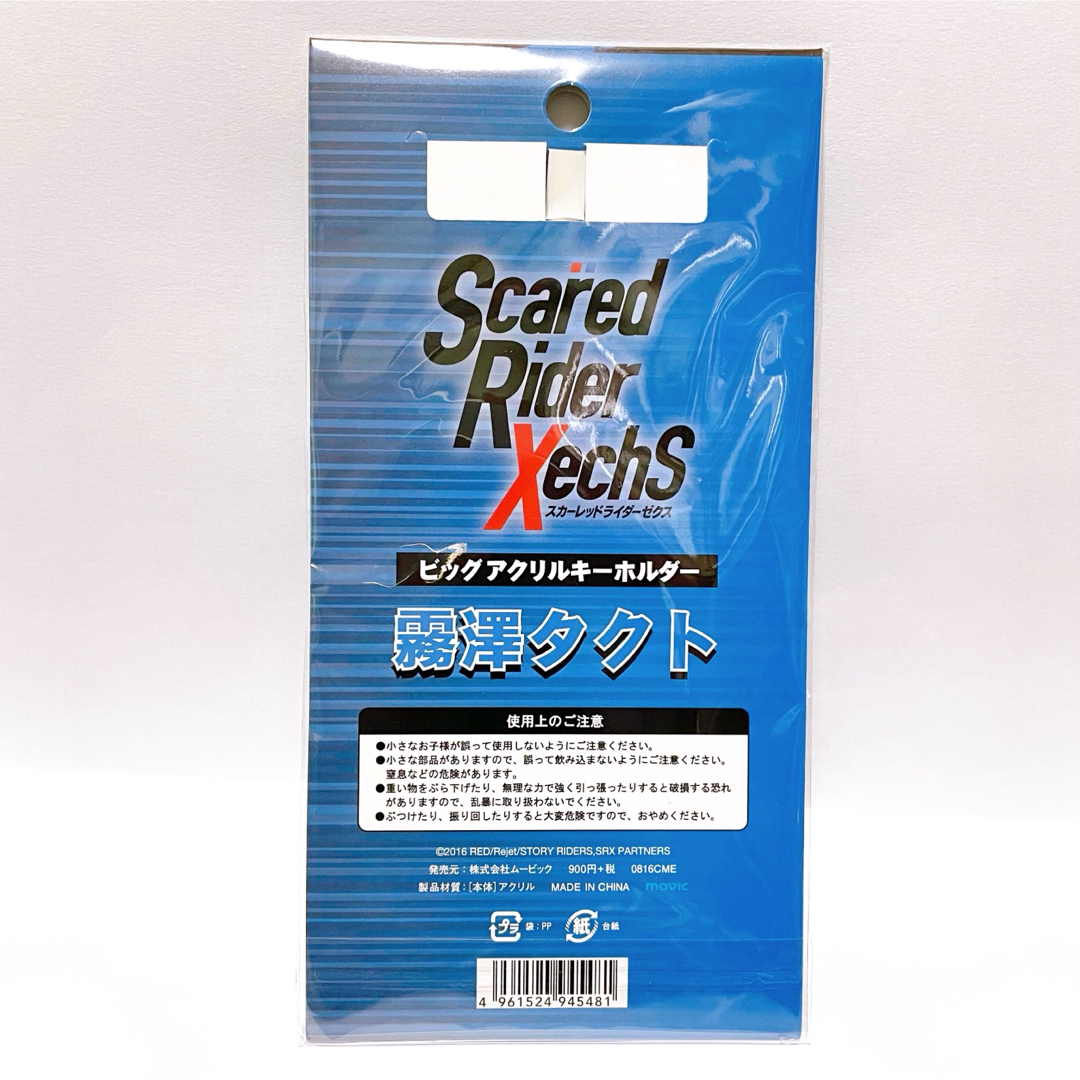 Scared
Rider
XechS
スカーレッドライダーゼクス
ビッグ アクリルキーホルダー
霧澤タクト
使用上のご注意
●小さなお子様が誤って使用しないようにご注意ください。
●小さな部品がありますので、誤って飲み込まないようにご注意ください。
窒息などの危険があります。
●重い物をぶら下げたり、無理な力で強く引っ張ったりすると破損する恐れ
がありますので、乱暴に取り扱わないでください。
●ぶつけたり、振り回したりすると大変危険ですので、おやめください。
©2016 RED/Rejet/STORY RIDERS,SRX PARTNERS
発売元：株式会社ムービック 900円+税 0816CME
製品材質：[本体]アクリル MADE IN CHINA movic
プラ 袋：PP 紙 台紙
4 961524 945481